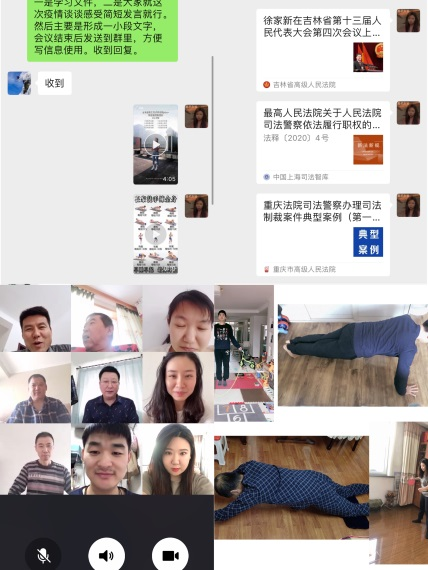 一是学习文件，二是大家就这
次疫情谈谈感受简短发言就行。
然后主要是形成一小段文字，
会议结束后发送到群里，方便
写信息使用。收到回复。
收到
4:05
徐家新在吉林省第十三届人
民代表大会第四次会议上...
吉林省高级人民法院
最高人民法院关于人民法院
司法警察依法履行职权的...
法释〔2020〕4号
中国上海司法智库
重庆法院司法警察办理司法
制裁案件典型案例（第一...
典型
案例
重庆市高级人民法院